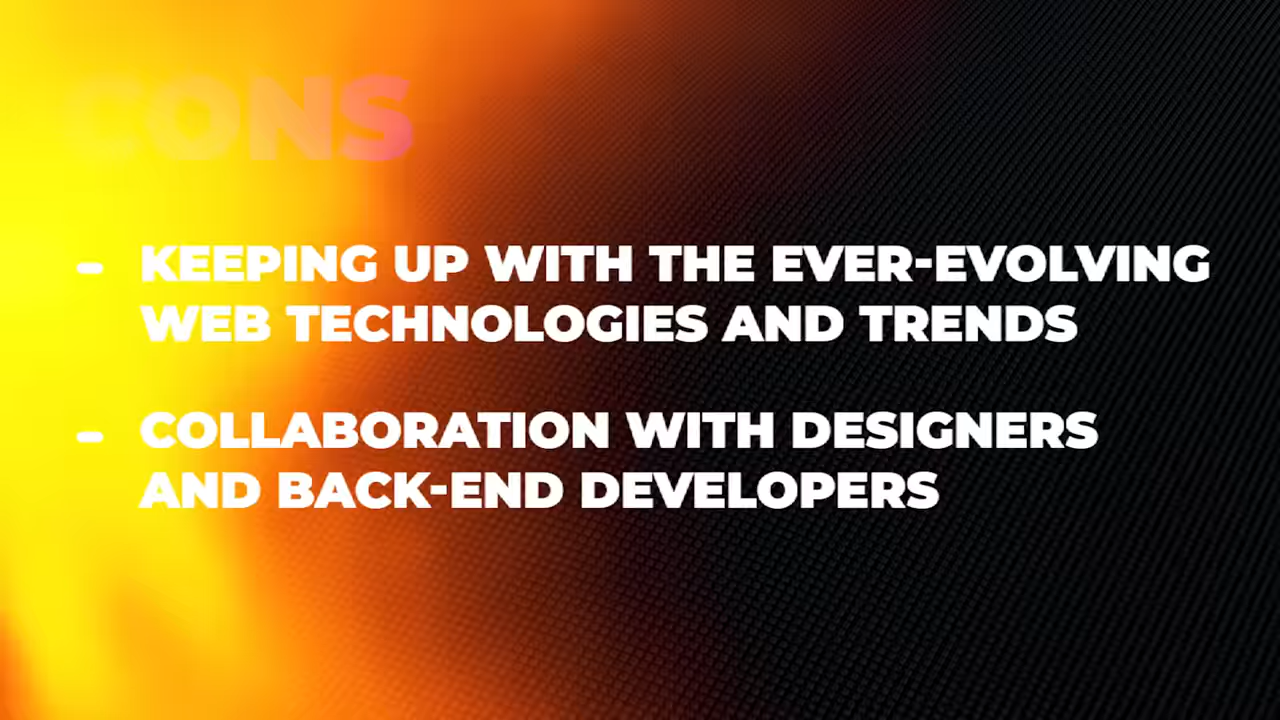 CONS
- KEEPING UP WITH THE EVER-EVOLVING
WEB TECHNOLOGIES AND TRENDS
- COLLABORATION WITH DESIGNERS
AND BACK-END DEVELOPERS